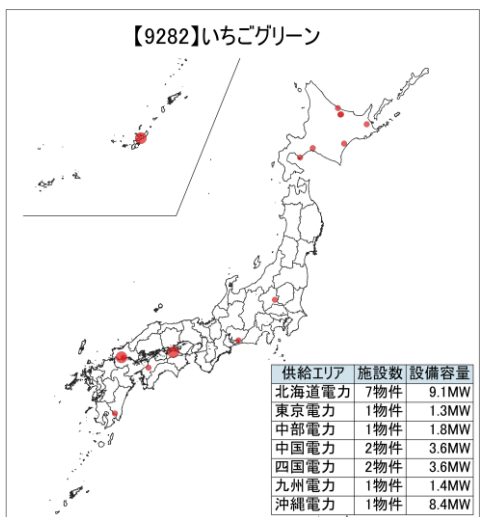 【9282】いちごグリーン
供給エリア 施設数 設備容量
北海道電力 7物件 9.1MW
東京電力 1物件 1.3MW
中部電力 1物件 1.8MW
中国電力 2物件 3.6MW
四国電力 2物件 3.6MW
九州電力 1物件 1.4MW
沖縄電力 1物件 8.4MW